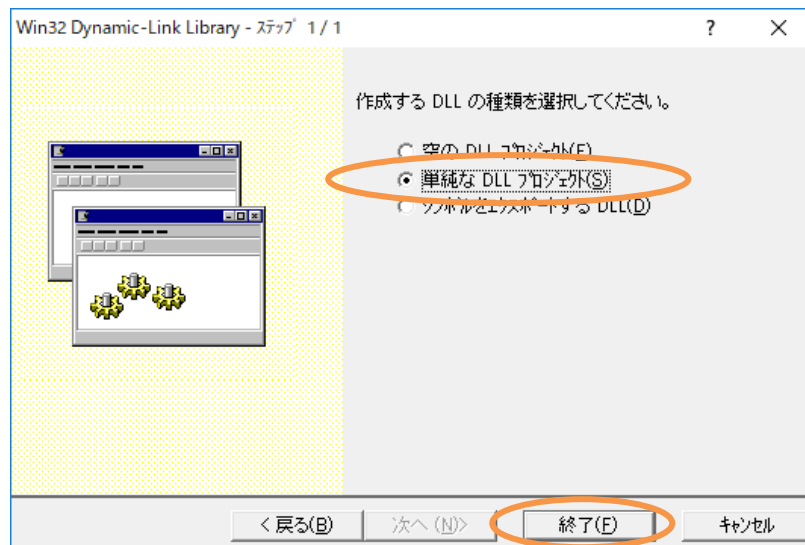 Win32 Dynamic-Link Library - ｽﾃｯﾌﾟ 1 / 1
作成する DLL の種類を選択してください。
空の DLL ﾌﾟﾛｼﾞｪｸﾄ(E)
単純な DLL ﾌﾟﾛｼﾞｪｸﾄ(S)
ｼﾝﾎﾞﾙをｴｸｽﾎﾟｰﾄする DLL(D)
< 戻る(B)
次へ (N)>
終了(F)
ｷｬﾝｾﾙ